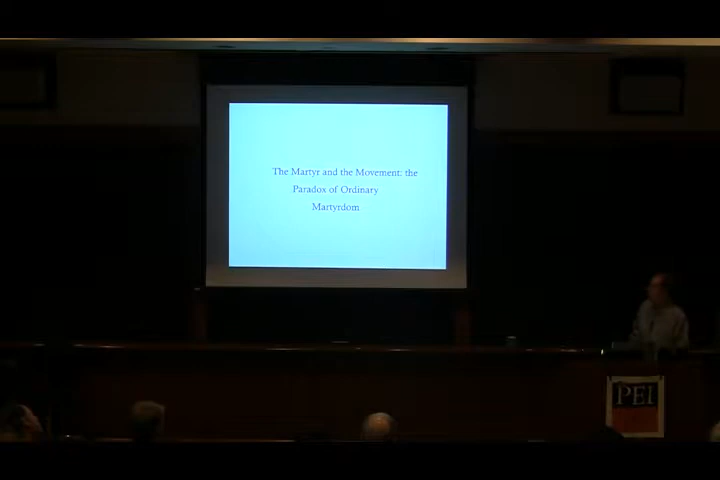 The Martyr and the Movement: the
Paradox of Ordinary
Martyrdom
PEI